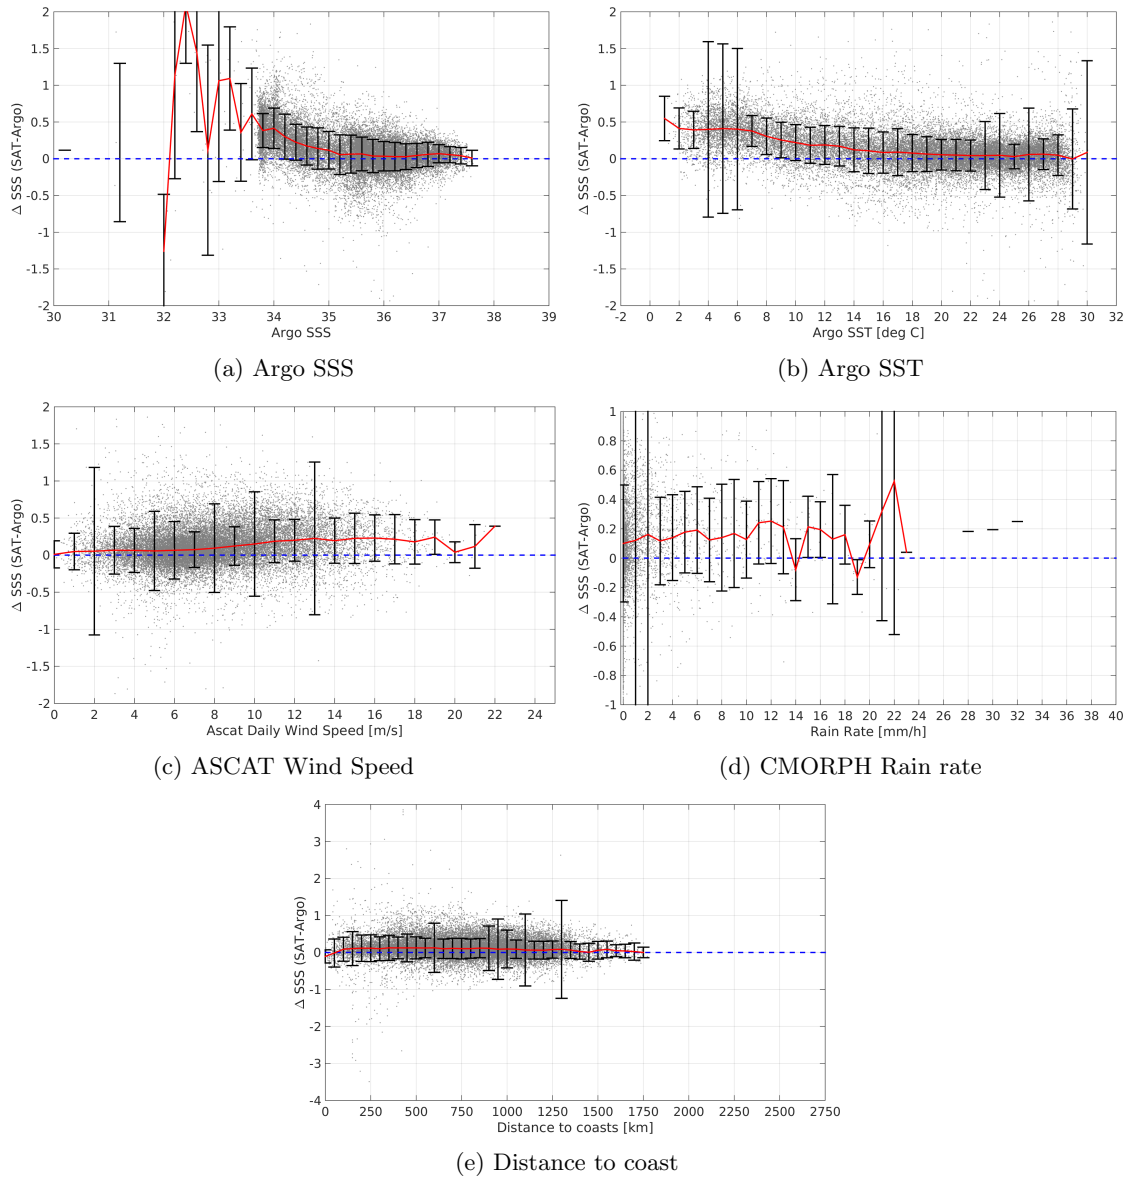 2
1.5
1
0.5
0
-0.5
-1
-1.5
-2
Δ SSS (SAT-Argo)
30 31 32 33 34 35 36 37 38 39
Argo SSS
(a) Argo SSS
2
1.5
1
0.5
0
-0.5
-1
-1.5
-2
Δ SSS (SAT-Argo)
-2 0 2 4 6 8 10 12 14 16 18 20 22 24 26 28 30 32
Argo SST [deg C]
(b) Argo SST
2
1.5
1
0.5
0
-0.5
-1
-1.5
-2
Δ SSS (SAT-Argo)
0 2 4 6 8 10 12 14 16 18 20 22 24
Ascat Daily Wind Speed [m/s]
(c) ASCAT Wind Speed
1
0.8
0.6
0.4
0.2
0
-0.2
-0.4
-0.6
-0.8
-1
Δ SSS (SAT-Argo)
0 2 4 6 8 10 12 14 16 18 20 22 24 26 28 30 32 34 36 38 40
Rain Rate [mm/h]
(d) CMORPH Rain rate
4
3
2
1
0
-1
-2
-3
-4
Δ SSS (SAT-Argo)
0 250 500 750 1000 1250 1500 1750 2000 2250 2500 2750
Distance to coasts [km]
(e) Distance to coast